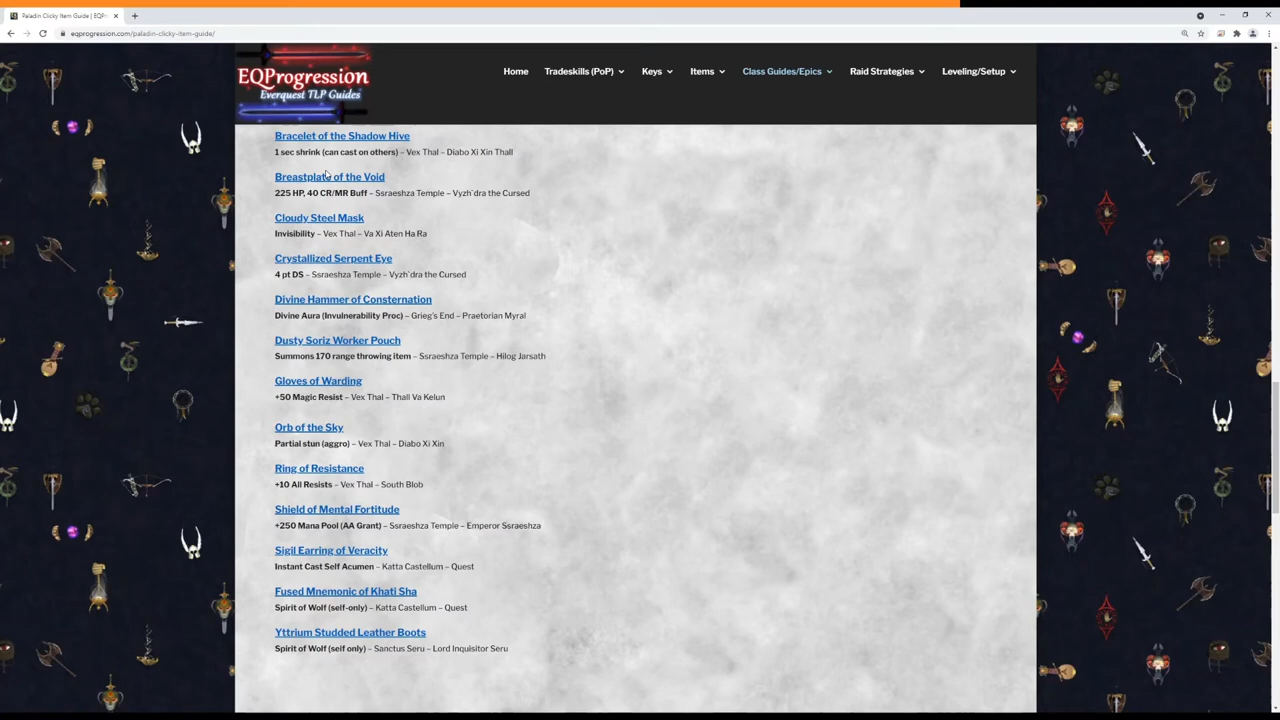 Paladin Clicky Item Guide | EQPr
eqprogression.com/paladin-clicky-item-guide/
EQProgression
Everquest TLP Guides
Home
Tradeskills (PoP)
Keys
Items
Class Guides/Epics
Raid Strategies
Leveling/Setup
Bracelet of the Shadow Hive
1 sec shrink (can cast on others) – Vex Thal – Diabo Xi Xin Thall
Breastplate of the Void
225 HP, 40 CR/MR Buff – Ssraeshza Temple – Vyzh`dra the Cursed
Cloudy Steel Mask
Invisibility – Vex Thal – Va Xi Aten Ha Ra
Crystallized Serpent Eye
4 pt DS – Ssraeshza Temple – Vyzh`dra the Cursed
Divine Hammer of Consternation
Divine Aura (Invulnerability Proc) – Grieg's End – Praetorian Myral
Dusty Soriz Worker Pouch
Summons 170 range throwing item – Ssraeshza Temple – Hilog Jarsath
Gloves of Warding
+50 Magic Resist – Vex Thal – Thall Va Kelun
Orb of the Sky
Partial stun (aggro) – Vex Thal – Diabo Xi Xin
Ring of Resistance
+10 All Resists – Vex Thal – South Blob
Shield of Mental Fortitude
+250 Mana Pool (AA Grant) – Ssraeshza Temple – Emperor Ssraeshza
Sigil Earring of Veracity
Instant Cast Self Acumen – Katta Castellum – Quest
Fused Mnemonic of Khati Sha
Spirit of Wolf (self-only) – Katta Castellum – Quest
Yttrium Studded Leather Boots
Spirit of Wolf (self only) – Sanctus Seru – Lord Inquisitor Seru